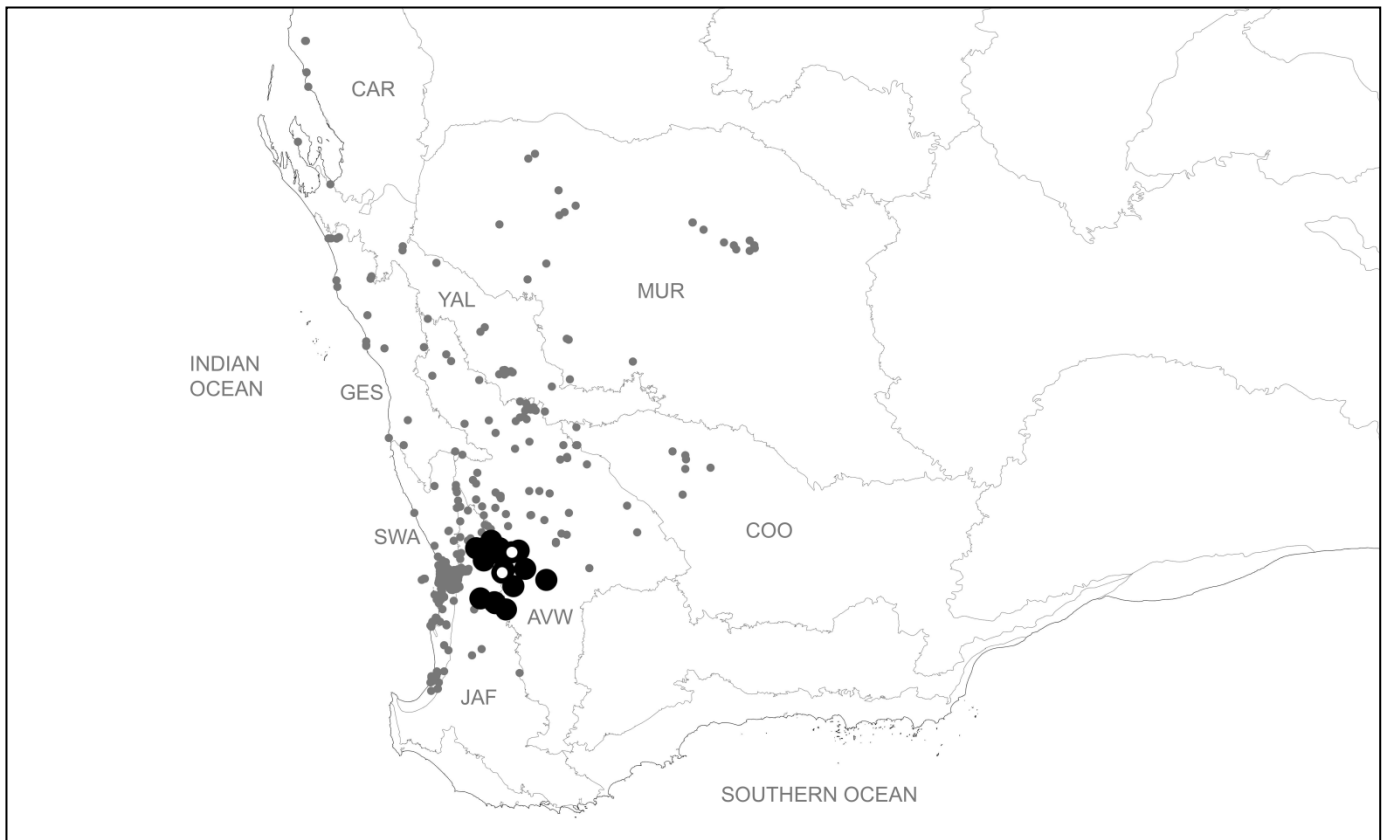 CAR
MUR
YAL
INDIAN
OCEAN
GES
SWA
COO
AVW
JAF
SOUTHERN OCEAN